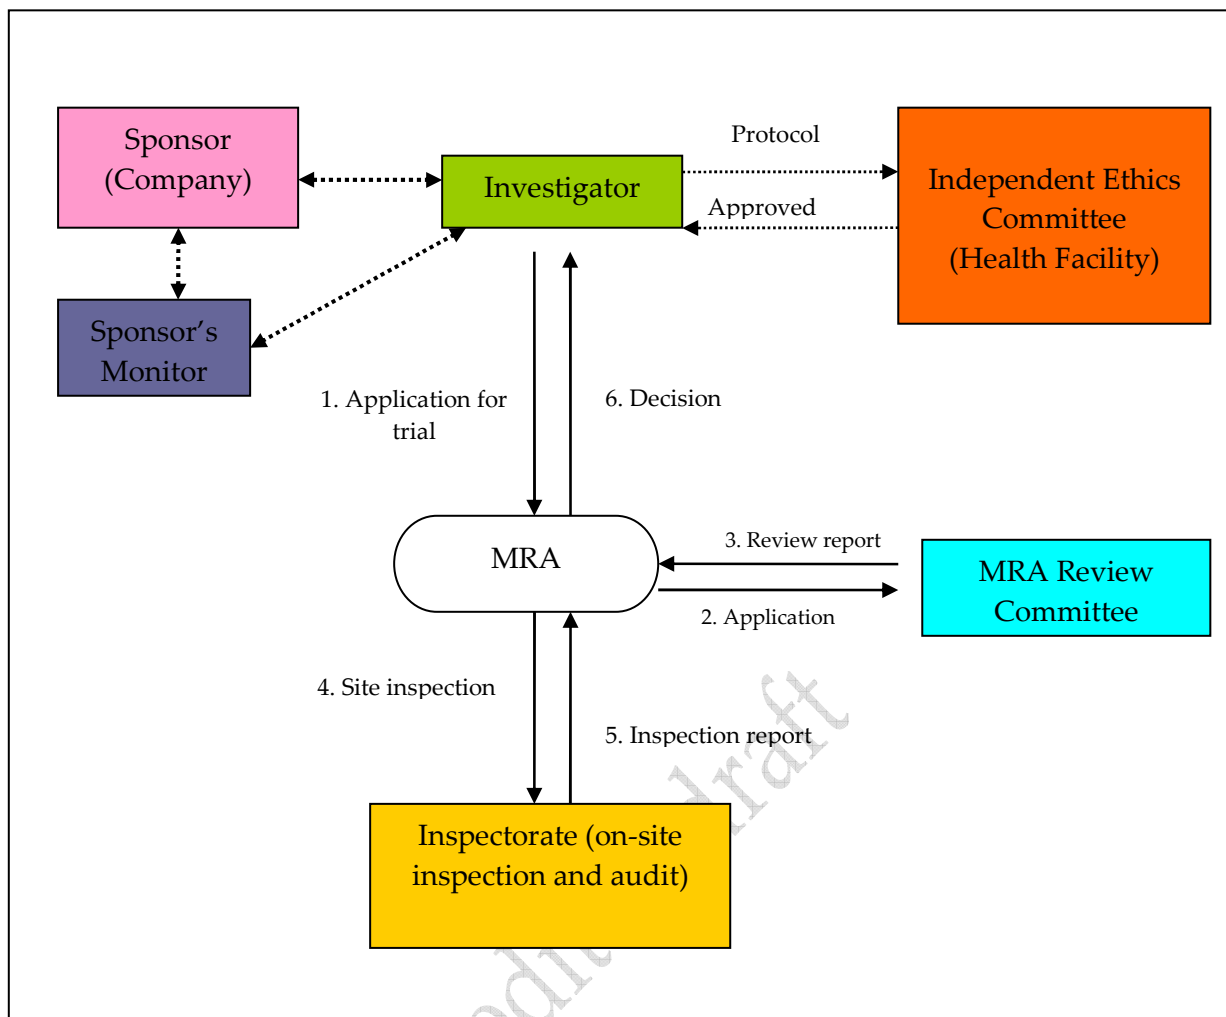 Sponsor
(Company)
Investigator
Protocol
Approved
Independent Ethics
Committee
(Health Facility)
Sponsor’s
Monitor
1. Application for
trial
6. Decision
MRA
3. Review report
2. Application
MRA Review
Committee
4. Site inspection
5. Inspection report
Inspectorate (on-site
inspection and audit)
draft